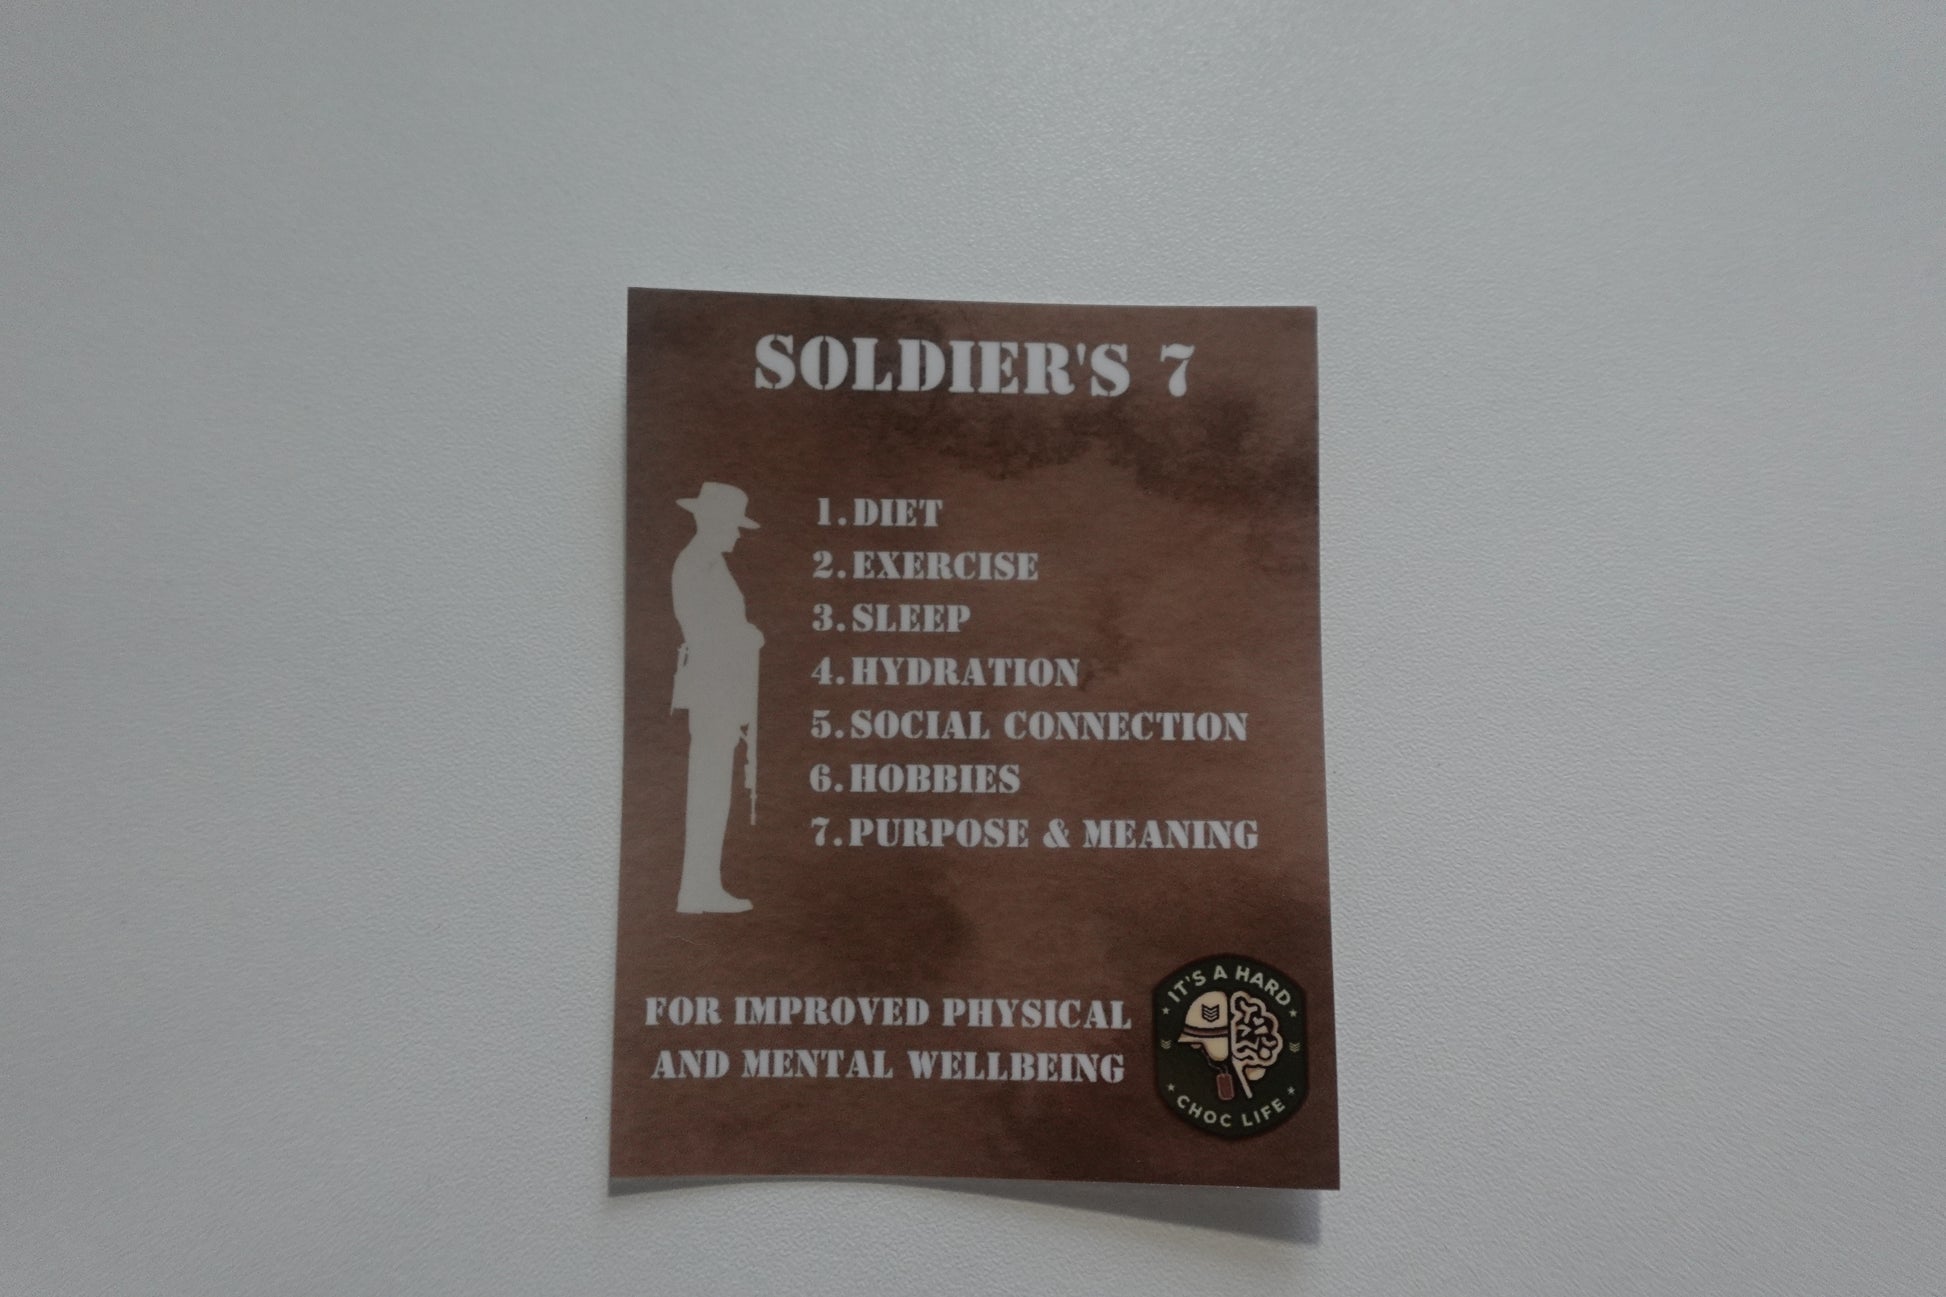 SOLDIER'S 7
1. DIET
2. EXERCISE
3. SLEEP
4. HYDRATION
5. SOCIAL CONNECTION
6. HOBBIES
7. PURPOSE & MEANING
FOR IMPROVED PHYSICAL
AND MENTAL WELLBEING
IT'S A HARD
CHOC LIFE